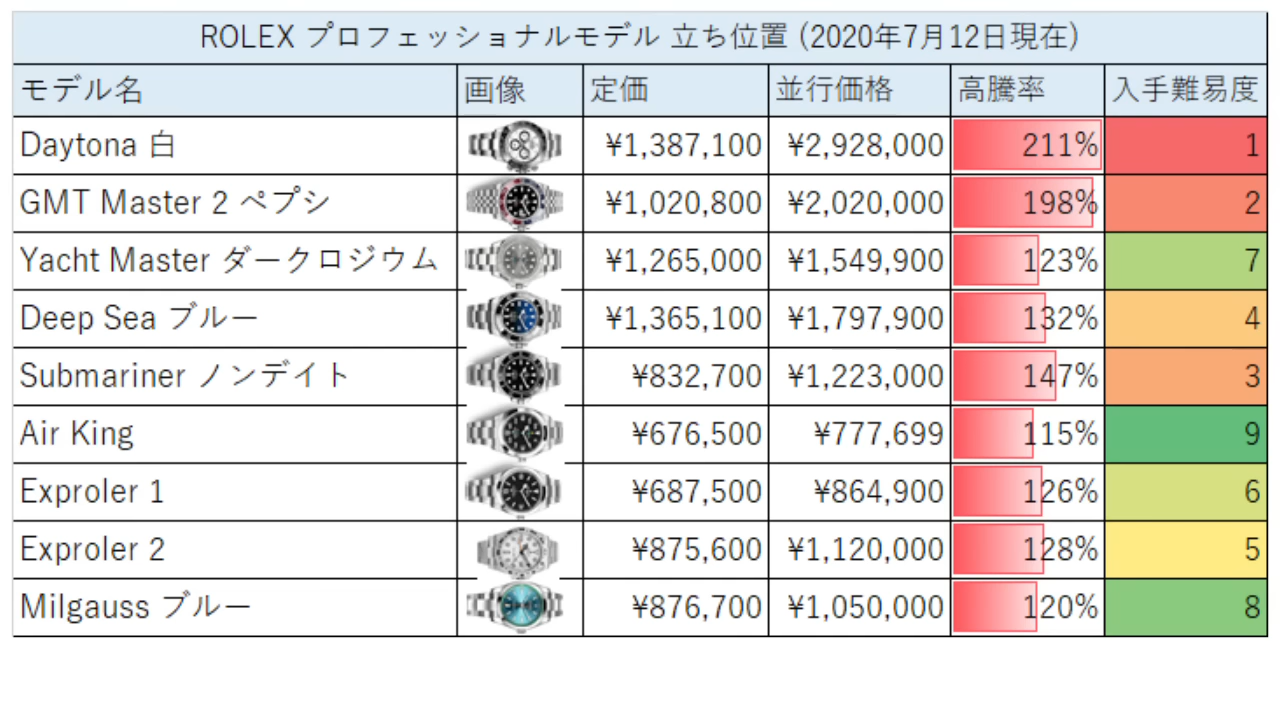 ROLEX プロフェッショナルモデル 立ち位置 (2020年7月12日現在)
モデル名 画像 定価 並行価格 高騰率 入手難易度
Daytona 白 ¥1,387,100 ¥2,928,000 211% 1
GMT Master 2 ペプシ ¥1,020,800 ¥2,020,000 198% 2
Yacht Master ダークロジウム ¥1,265,000 ¥1,549,900 123% 7
Deep Sea ブルー ¥1,365,100 ¥1,797,900 132% 4
Submariner ノンデイト ¥832,700 ¥1,223,000 147% 3
Air King ¥676,500 ¥777,699 115% 9
Exproler 1 ¥687,500 ¥864,900 126% 6
Exproler 2 ¥875,600 ¥1,120,000 128% 5
Milgauss ブルー ¥876,700 ¥1,050,000 120% 8